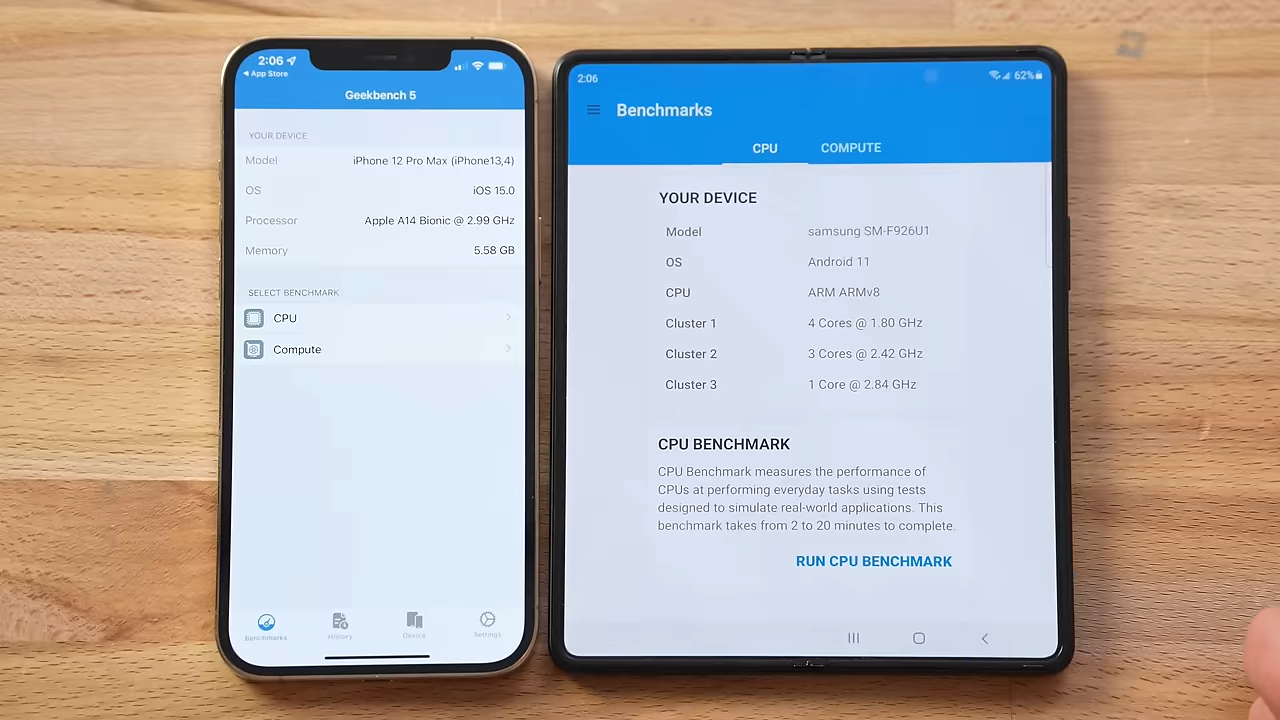 2:06
App Store
Geekbench 5
YOUR DEVICE
Model iPhone 12 Pro Max (iPhone13,4)
OS iOS 15.0
Processor Apple A14 Bionic @ 2.99 GHz
Memory 5.58 GB
SELECT BENCHMARK
CPU
Compute
Benchmarks History Device Settings
2:06 62%
Benchmarks
CPU COMPUTE
YOUR DEVICE
Model samsung SM-F926U1
OS Android 11
CPU ARM ARMv8
Cluster 1 4 Cores @ 1.80 GHz
Cluster 2 3 Cores @ 2.42 GHz
Cluster 3 1 Core @ 2.84 GHz
CPU BENCHMARK
CPU Benchmark measures the performance of
CPUs at performing everyday tasks using tests
designed to simulate real-world applications. This
benchmark takes from 2 to 20 minutes to complete.
RUN CPU BENCHMARK